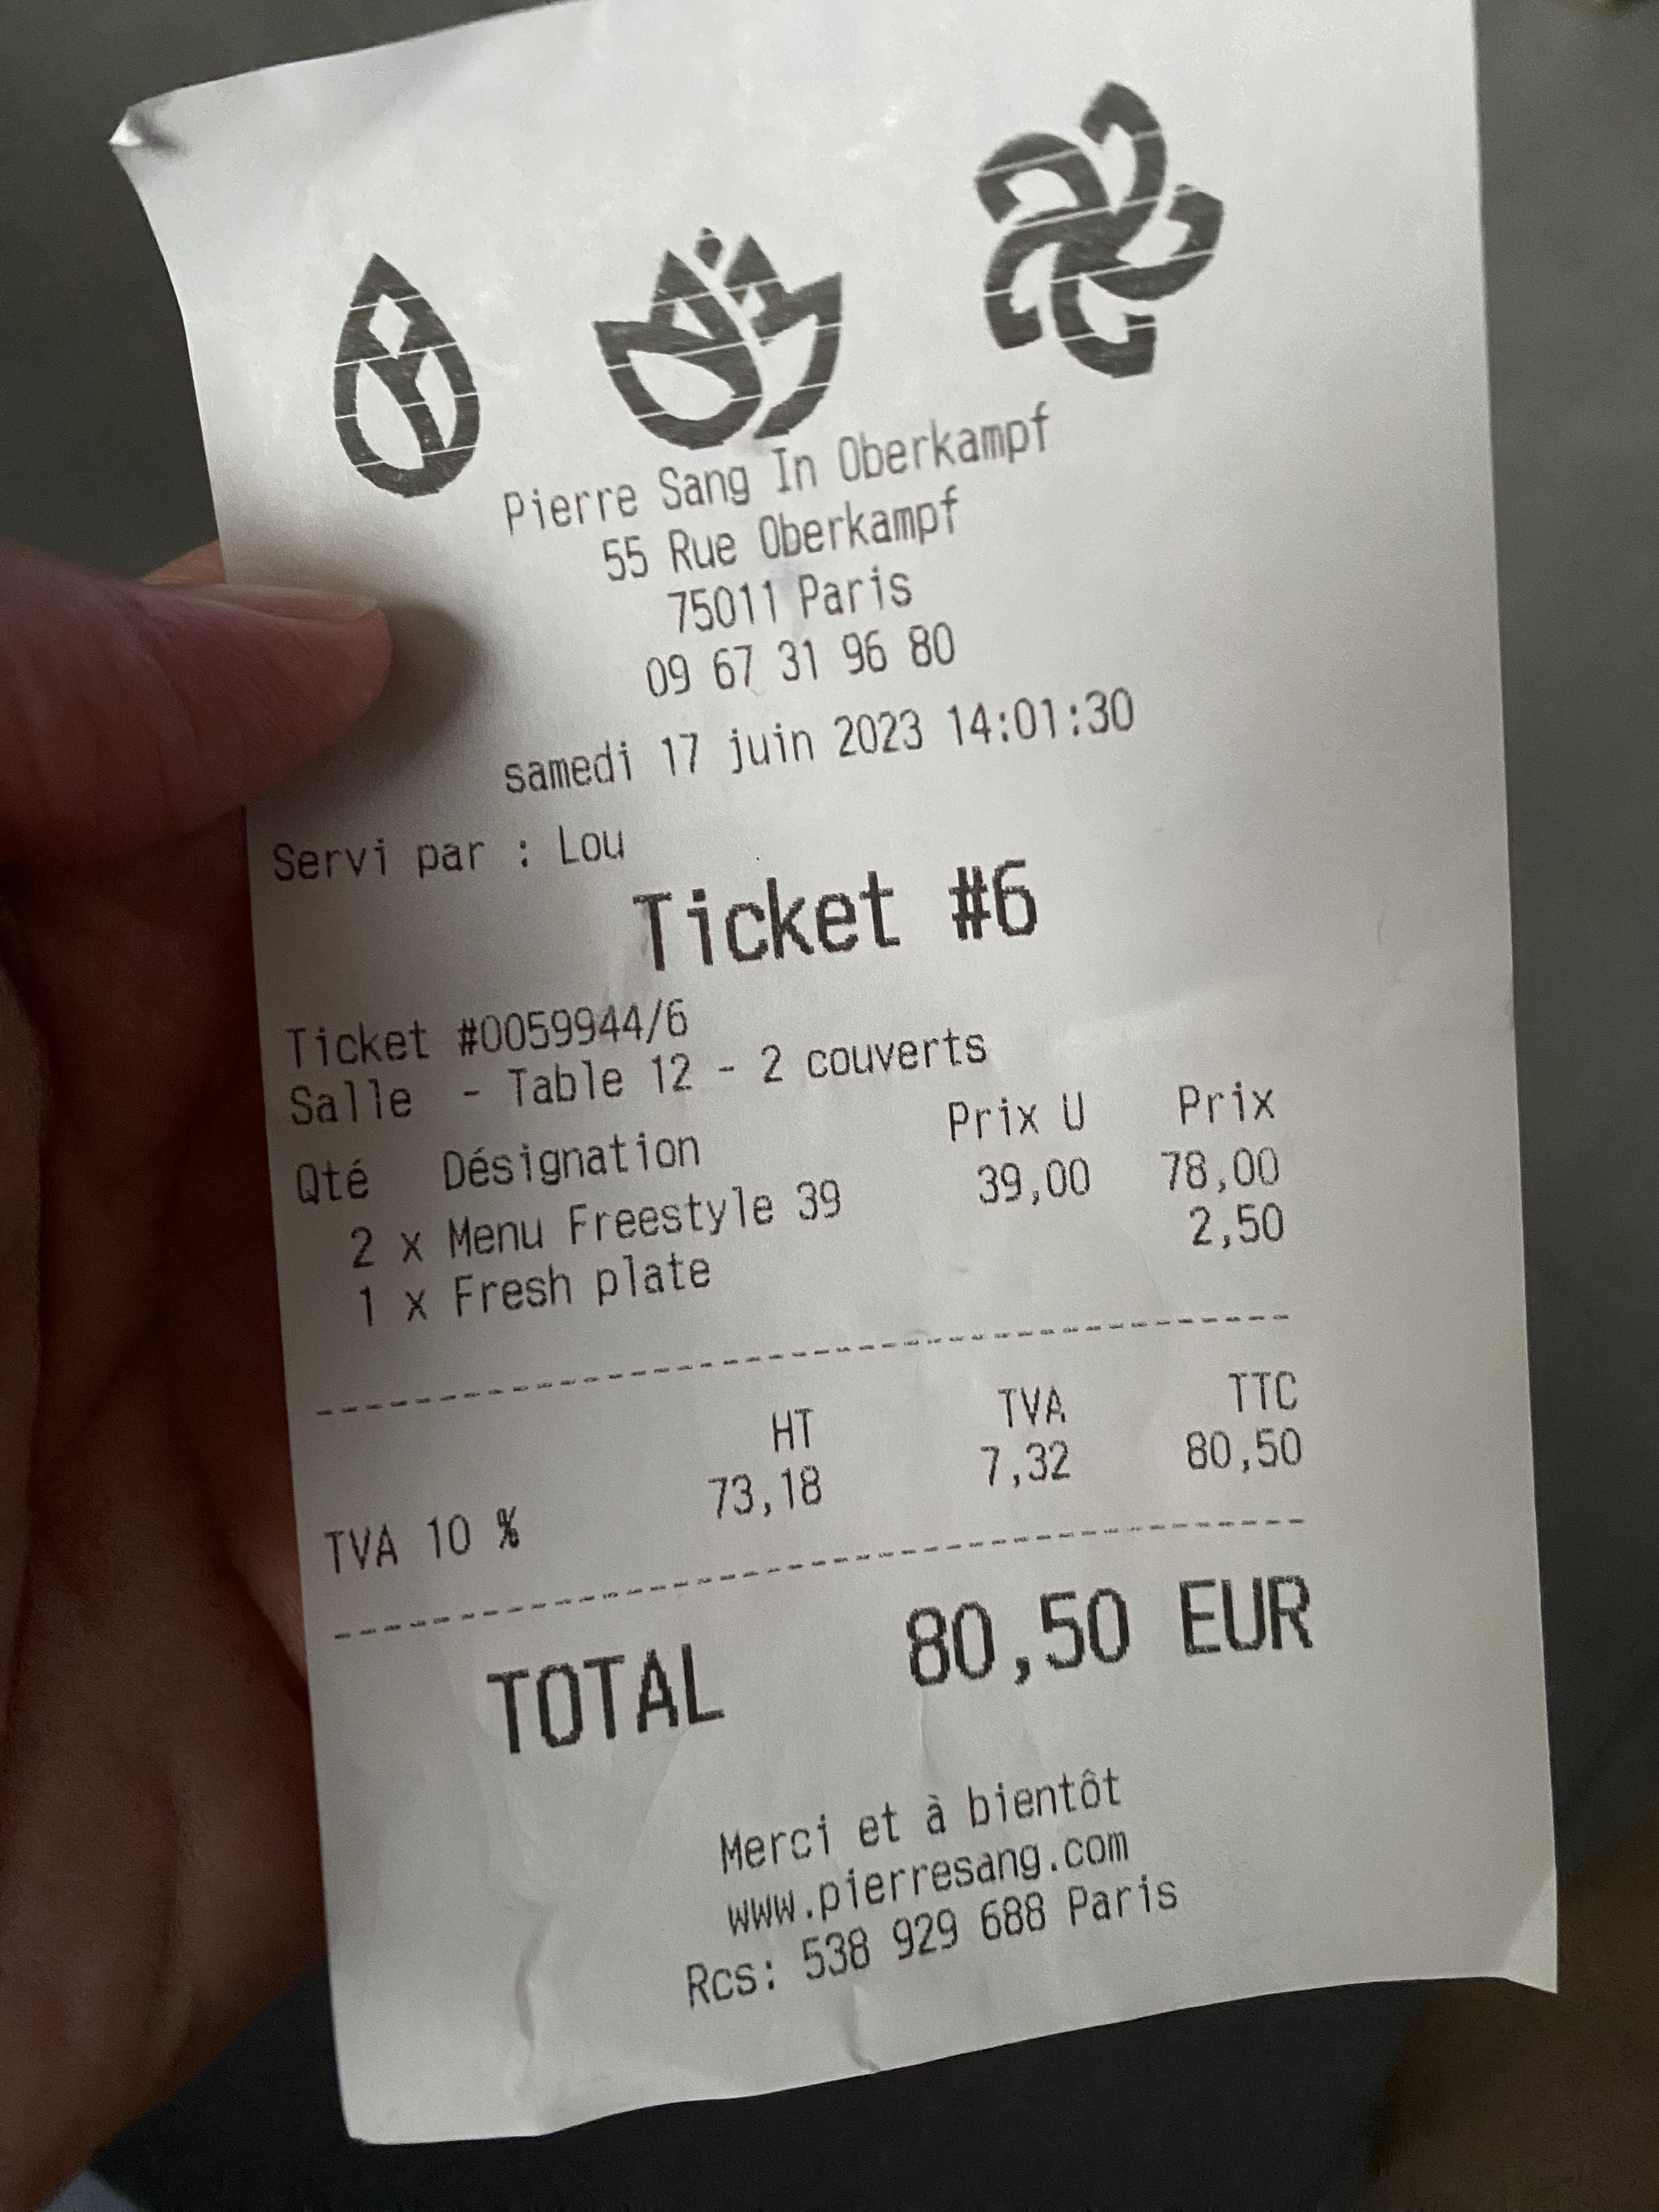 Pierre Sang In Oberkampf
55 Rue Oberkampf
75011 Paris
09 67 31 96 80
samedi 17 juin 2023 14:01:30
Servi par : Lou
Ticket #6
Ticket #0059944/6
Salle - Table 12 - 2 couverts
Qté Désignation Prix U Prix
2 x Menu Freestyle 39 39,00 78,00
1 x Fresh plate 2,50
HT TVA TTC
TVA 10 % 73,18 7,32 80,50
TOTAL 80,50 EUR
Merci et à bientôt
www.pierresang.com
Rcs: 538 929 688 Paris